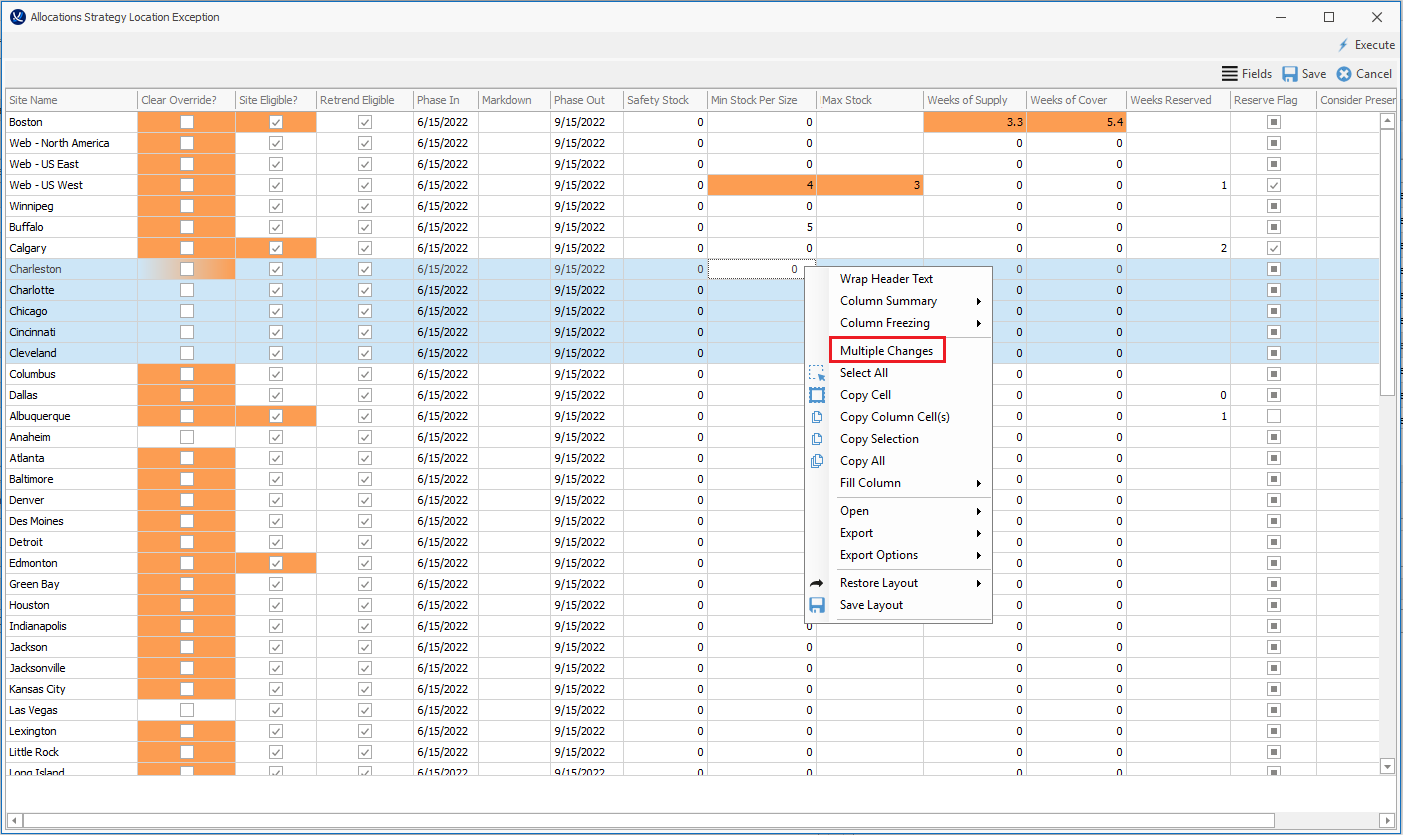 Allocations Strategy Location Exception
Execute
Fields Save Cancel
Site Name Clear Override? Site Eligible? Retrend Eligible Phase In Markdown Phase Out Safety Stock Min Stock Per Size Max Stock Weeks of Supply Weeks of Cover Weeks Reserved Reserve Flag Consider Preser
Boston 6/15/2022 9/15/2022 0 0 3.3 5.4
Web - North America 6/15/2022 9/15/2022 0 0 0 0
Web - US East 6/15/2022 9/15/2022 0 0 0 0
Web - US West 6/15/2022 9/15/2022 0 4 3 0 0 1
Winnipeg 6/15/2022 9/15/2022 0 0 0 0
Buffalo 6/15/2022 9/15/2022 0 5 0 0
Calgary 6/15/2022 9/15/2022 0 0 0 0 2
Charleston 6/15/2022 9/15/2022 0 0 0 0
Charlotte 6/15/2022 9/15/2022 0 0 0
Chicago 6/15/2022 9/15/2022 0 0 0
Cincinnati 6/15/2022 9/15/2022 0 0 0
Cleveland 6/15/2022 9/15/2022 0 0 0
Columbus 6/15/2022 9/15/2022 0 0 0
Dallas 6/15/2022 9/15/2022 0 0 0 0
Albuquerque 6/15/2022 9/15/2022 0 0 0 1
Anaheim 6/15/2022 9/15/2022 0 0 0
Atlanta 6/15/2022 9/15/2022 0 0 0
Baltimore 6/15/2022 9/15/2022 0 0 0
Denver 6/15/2022 9/15/2022 0 0 0
Des Moines 6/15/2022 9/15/2022 0 0 0
Detroit 6/15/2022 9/15/2022 0 0 0
Edmonton 6/15/2022 9/15/2022 0 0 0
Green Bay 6/15/2022 9/15/2022 0 0 0
Houston 6/15/2022 9/15/2022 0 0 0
Indianapolis 6/15/2022 9/15/2022 0 0 0 0
Jackson 6/15/2022 9/15/2022 0 0 0 0
Jacksonville 6/15/2022 9/15/2022 0 0 0 0
Kansas City 6/15/2022 9/15/2022 0 0 0 0
Las Vegas 6/15/2022 9/15/2022 0 0 0 0
Lexington 6/15/2022 9/15/2022 0 0 0 0
Little Rock 6/15/2022 9/15/2022 0 0 0 0
Long Island 6/15/2022 9/15/2022 0 0 0 0
Wrap Header Text
Column Summary
Column Freezing
Multiple Changes
Select All
Copy Cell
Copy Column Cell(s)
Copy Selection
Copy All
Fill Column
Open
Export
Export Options
Restore Layout
Save Layout